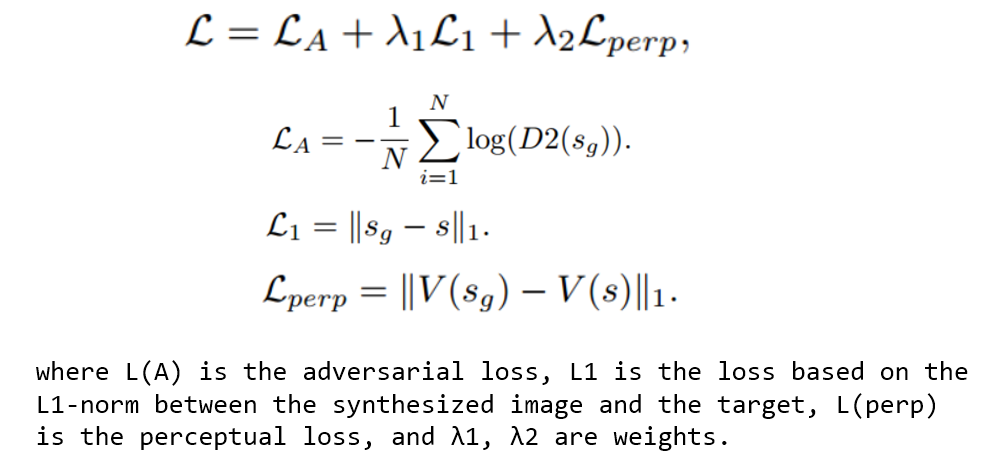 ℒ = ℒ_A + λ₁ℒ₁ + λ₂ℒ_perp,
ℒ_A = −(1/N) ∑_{i=1}^{N} log(D2(s_g)).
ℒ₁ = ‖s_g − s‖₁.
ℒ_perp = ‖V(s_g) − V(s)‖₁.
where L(A) is the adversarial loss, L1 is the loss based on the
L1-norm between the synthesized image and the target, L(perp)
is the perceptual loss, and λ1, λ2 are weights.